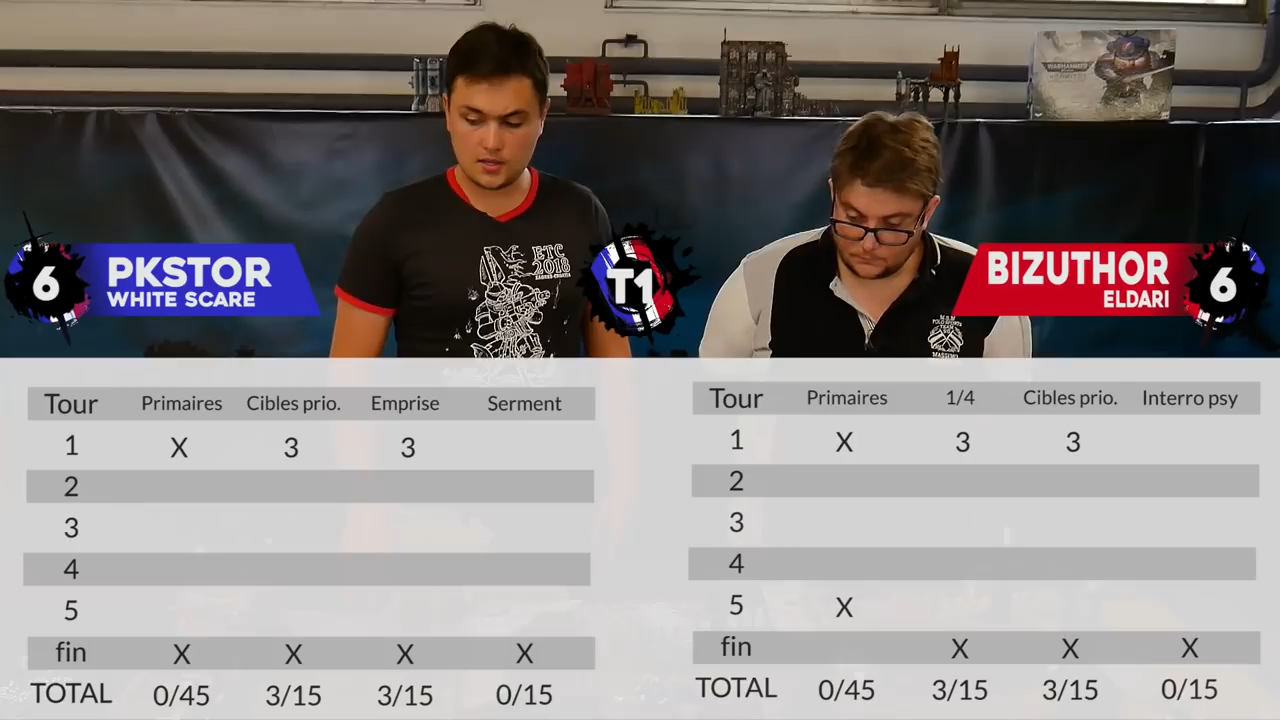 WARHAMMER
ETC
2018
6
PKSTOR
WHITE SCARE
T1
BIZUTHOR
ELDARI
6
Tour Primaires Cibles prio. Emprise Serment
1 X 3 3
2
3
4
5
fin X X X X
TOTAL 0/45 3/15 3/15 0/15
Tour Primaires 1/4 Cibles prio. Interro psy
1 X 3 3
2
3
4
5 X
fin X X X
TOTAL 0/45 3/15 3/15 0/15